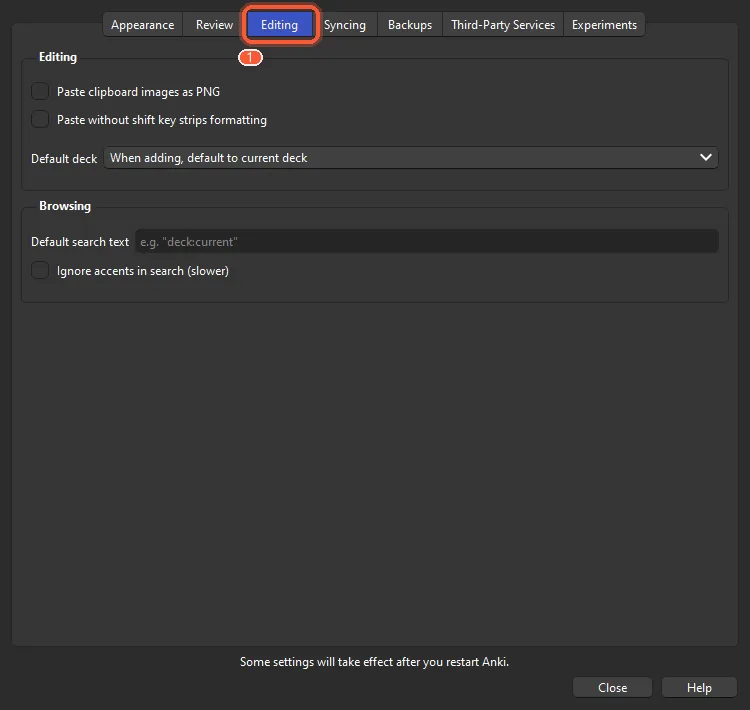 Appearance Review Editing Syncing Backups Third-Party Services Experiments
1
Editing
Paste clipboard images as PNG
Paste without shift key strips formatting
Default deck When adding, default to current deck
Browsing
Default search text e.g. "deck:current"
Ignore accents in search (slower)
Some settings will take effect after you restart Anki.
Close Help